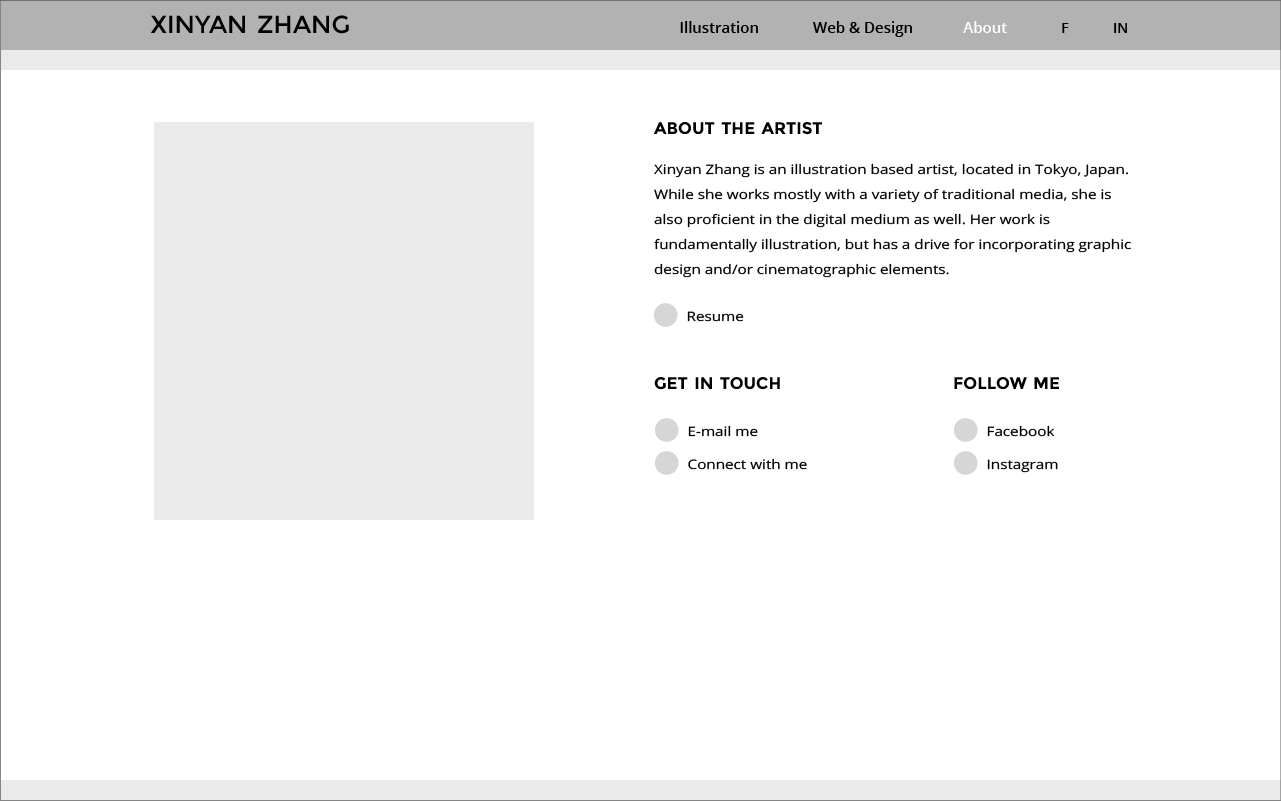 XINYAN ZHANG
Illustration
Web & Design
About
F
IN
ABOUT THE ARTIST
Xinyan Zhang is an illustration based artist, located in Tokyo, Japan.
While she works mostly with a variety of traditional media, she is
also proficient in the digital medium as well. Her work is
fundamentally illustration, but has a drive for incorporating graphic
design and/or cinematographic elements.
Resume
GET IN TOUCH
E-mail me
Connect with me
FOLLOW ME
Facebook
Instagram